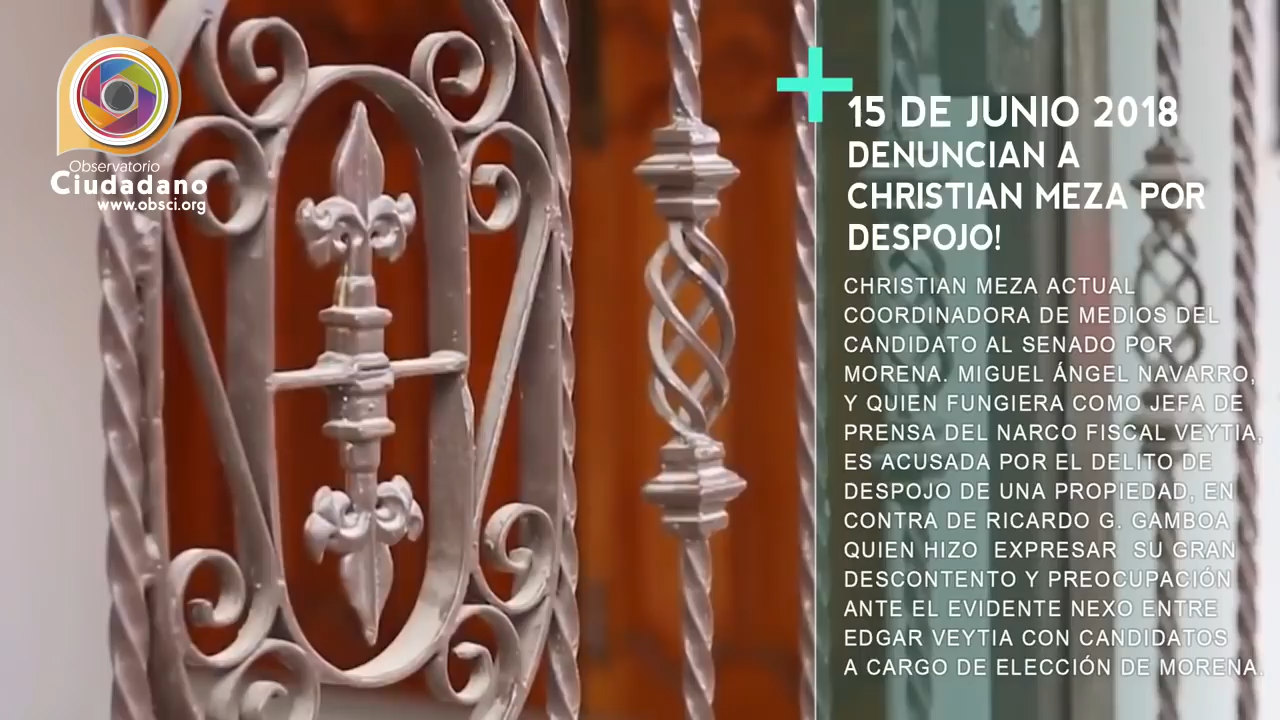 Observatorio
Ciudadano
www.obsci.org
15 DE JUNIO 2018
DENUNCIAN A
CHRISTIAN MEZA POR
DESPOJO!
CHRISTIAN MEZA ACTUAL
COORDINADORA DE MEDIOS DEL
CANDIDATO AL SENADO POR
MORENA. MIGUEL ÁNGEL NAVARRO,
Y QUIEN FUNGIERA COMO JEFA DE
PRENSA DEL NARCO FISCAL VEYTIA,
ES ACUSADA POR EL DELITO DE
DESPOJO DE UNA PROPIEDAD, EN
CONTRA DE RICARDO G. GAMBOA
QUIEN HIZO EXPRESAR SU GRAN
DESCONTENTO Y PREOCUPACIÓN
ANTE EL EVIDENTE NEXO ENTRE
EDGAR VEYTIA CON CANDIDATOS
A CARGO DE ELECCIÓN DE MORENA.